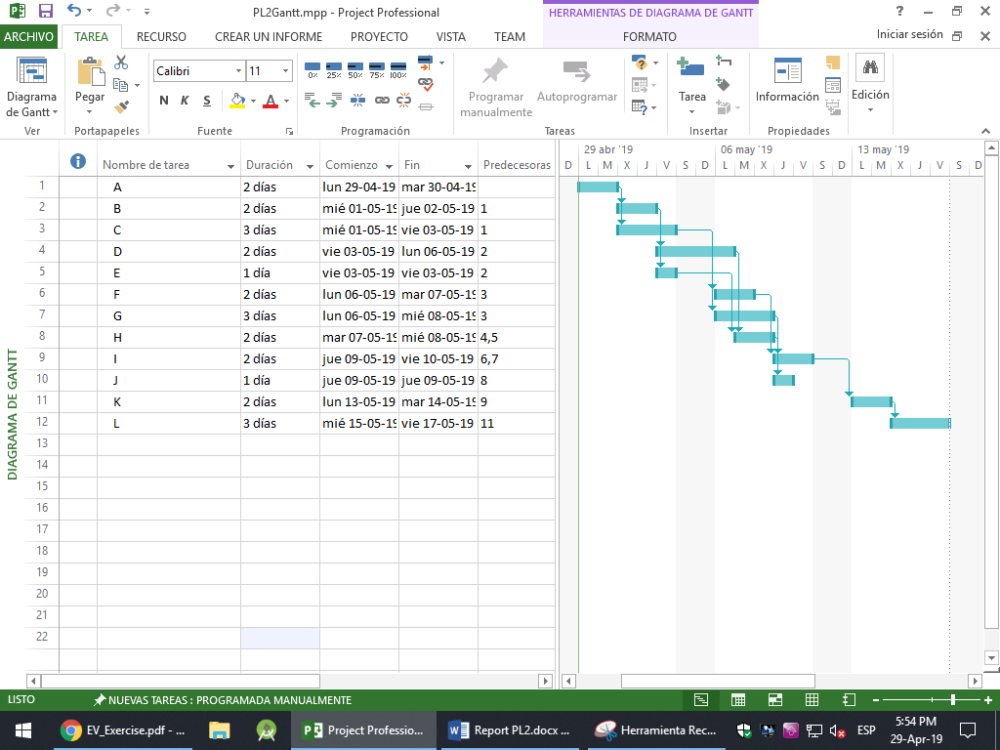 PL2Gantt.mpp - Project Professional
HERRAMIENTAS DE DIAGRAMA DE GANTT
ARCHIVO TAREA RECURSO CREAR UN INFORME PROYECTO VISTA TEAM FORMATO Iniciar sesión
Diagrama de Gantt
Ver
Pegar
Portapapeles
Calibri 11
N K S A
Fuente
0% 25% 50% 75% 100%
Programación
Programar manualmente
Autoprogramar
Tareas
Tarea
Insertar
Información
Propiedades
Edición
Nombre de tarea Duración Comienzo Fin Predecesoras
1 A 2 días lun 29-04-19 mar 30-04-19
2 B 2 días mié 01-05-19 jue 02-05-19 1
3 C 3 días mié 01-05-19 vie 03-05-19 1
4 D 2 días vie 03-05-19 lun 06-05-19 2
5 E 1 día vie 03-05-19 vie 03-05-19 2
6 F 2 días lun 06-05-19 mar 07-05-19 3
7 G 3 días lun 06-05-19 mié 08-05-19 3
8 H 2 días mar 07-05-19 mié 08-05-19 4,5
9 I 2 días jue 09-05-19 vie 10-05-19 6,7
10 J 1 día jue 09-05-19 jue 09-05-19 8
11 K 2 días lun 13-05-19 mar 14-05-19 9
12 L 3 días mié 15-05-19 vie 17-05-19 11
13
14
15
16
17
18
19
20
21
22
29 abr '19 06 may '19 13 may '19
D L M X J V S D L M X J V S D L M X J V S D
DIAGRAMA DE GANTT
LISTO NUEVAS TAREAS : PROGRAMADA MANUALMENTE
EV_Exercise.pdf - ... Project Professio... Report PL2.docx ... Herramienta Rec... ESP
5:54 PM
29-Apr-19